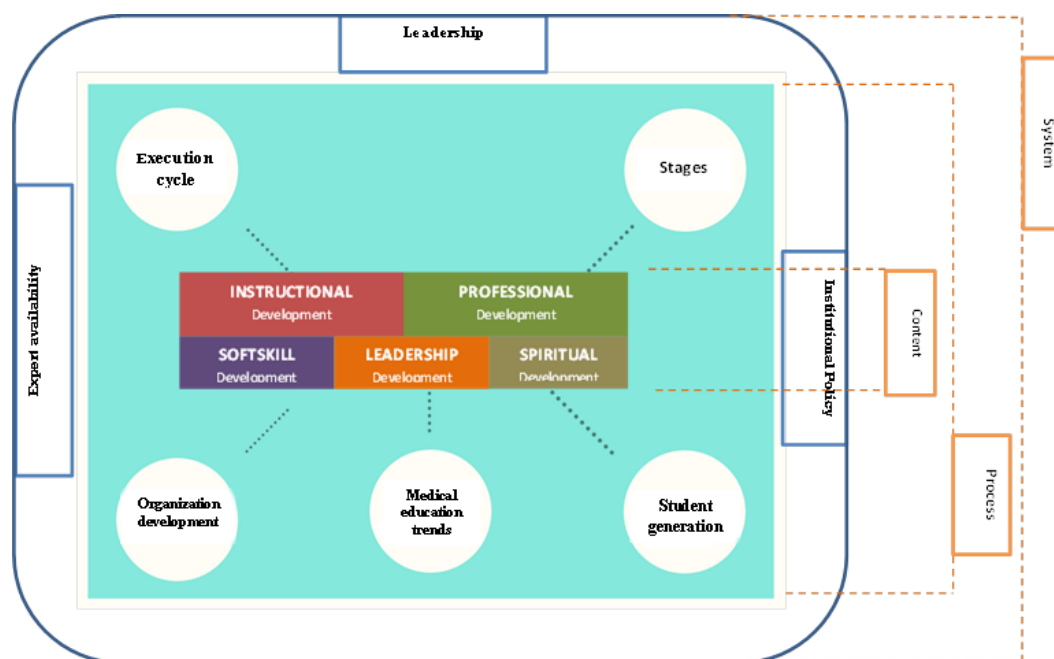 Leadership
System
Execution
cycle
Stages
Expert availability
Institutional Policy
INSTRUCTIONAL
Development
PROFESSIONAL
Development
Content
SOFTSKILL
Development
LEADERSHIP
Development
SPIRITUAL
Development
Process
Organization
development
Medical
education
trends
Student
generation